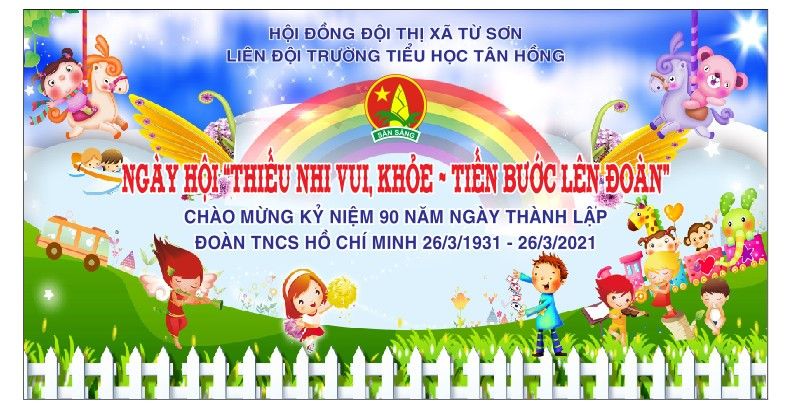 HỘI ĐỒNG ĐỘI THỊ XÃ TỪ SƠN
LIÊN ĐỘI TRƯỜNG TIỂU HỌC TÂN HỒNG
SẴN SÀNG
NGÀY HỘI "THIẾU NHI VUI, KHỎE - TIẾN BƯỚC LÊN ĐOÀN"
CHÀO MỪNG KỶ NIỆM 90 NĂM NGÀY THÀNH LẬP
ĐOÀN TNCS HỒ CHÍ MINH 26/3/1931 - 26/3/2021